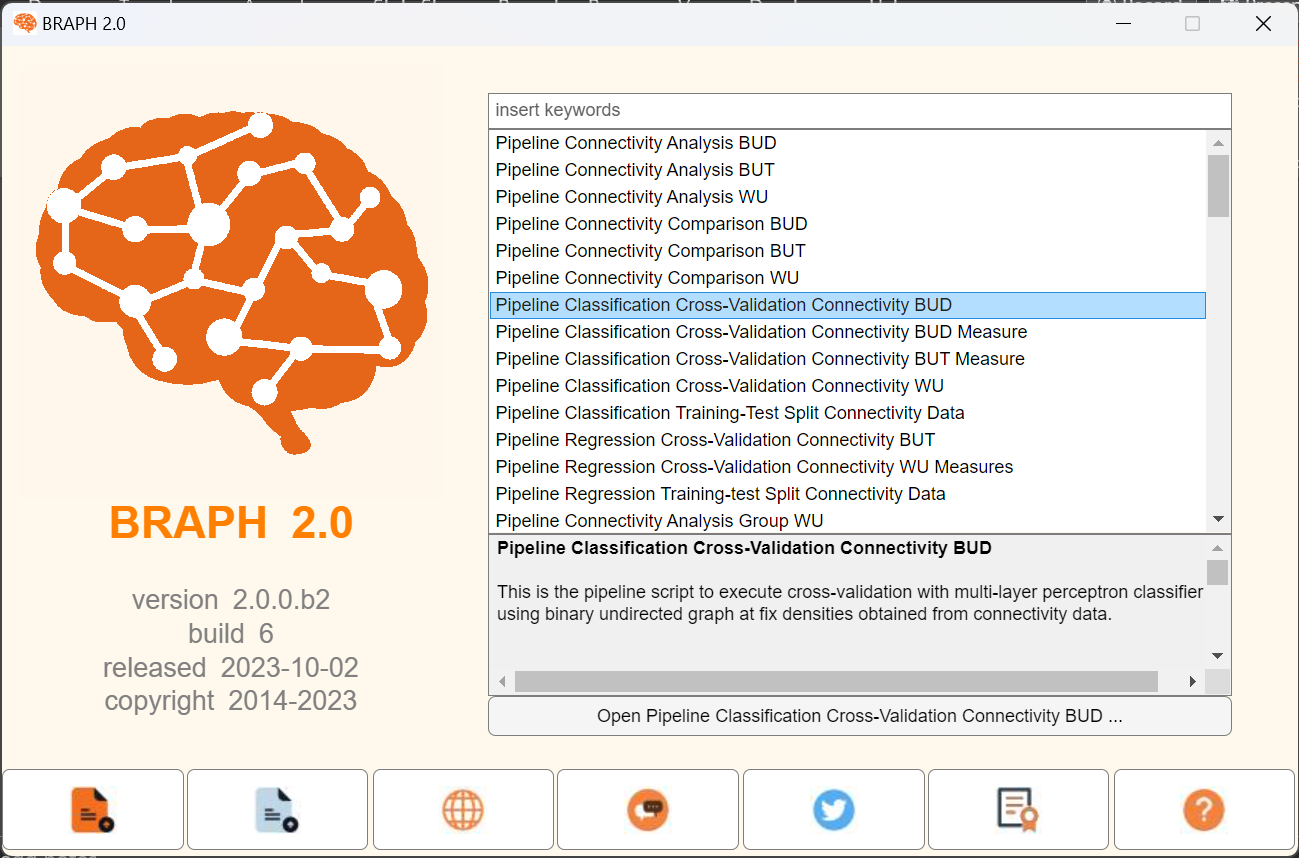 BRAPH 2.0
insert keywords
Pipeline Connectivity Analysis BUD
Pipeline Connectivity Analysis BUT
Pipeline Connectivity Analysis WU
Pipeline Connectivity Comparison BUD
Pipeline Connectivity Comparison BUT
Pipeline Connectivity Comparison WU
Pipeline Classification Cross-Validation Connectivity BUD
Pipeline Classification Cross-Validation Connectivity BUD Measure
Pipeline Classification Cross-Validation Connectivity BUT Measure
Pipeline Classification Cross-Validation Connectivity WU
Pipeline Classification Training-Test Split Connectivity Data
Pipeline Regression Cross-Validation Connectivity BUT
Pipeline Regression Cross-Validation Connectivity WU Measures
Pipeline Regression Training-test Split Connectivity Data
Pipeline Connectivity Analysis Group WU
Pipeline Classification Cross-Validation Connectivity BUD
This is the pipeline script to execute cross-validation with multi-layer perceptron classifier
using binary undirected graph at fix densities obtained from connectivity data.
Open Pipeline Classification Cross-Validation Connectivity BUD ...
BRAPH 2.0
version 2.0.0.b2
build 6
released 2023-10-02
copyright 2014-2023
?